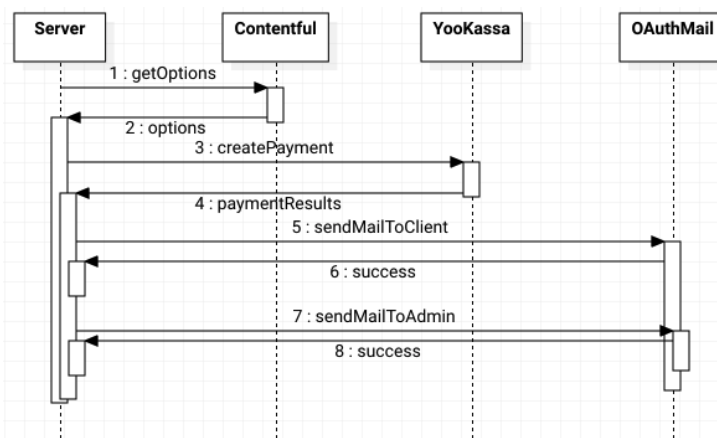 Server
Contentful
YooKassa
OAuthMail
1 : getOptions
2 : options
3 : createPayment
4 : paymentResults
5 : sendMailToClient
6 : success
7 : sendMailToAdmin
8 : success